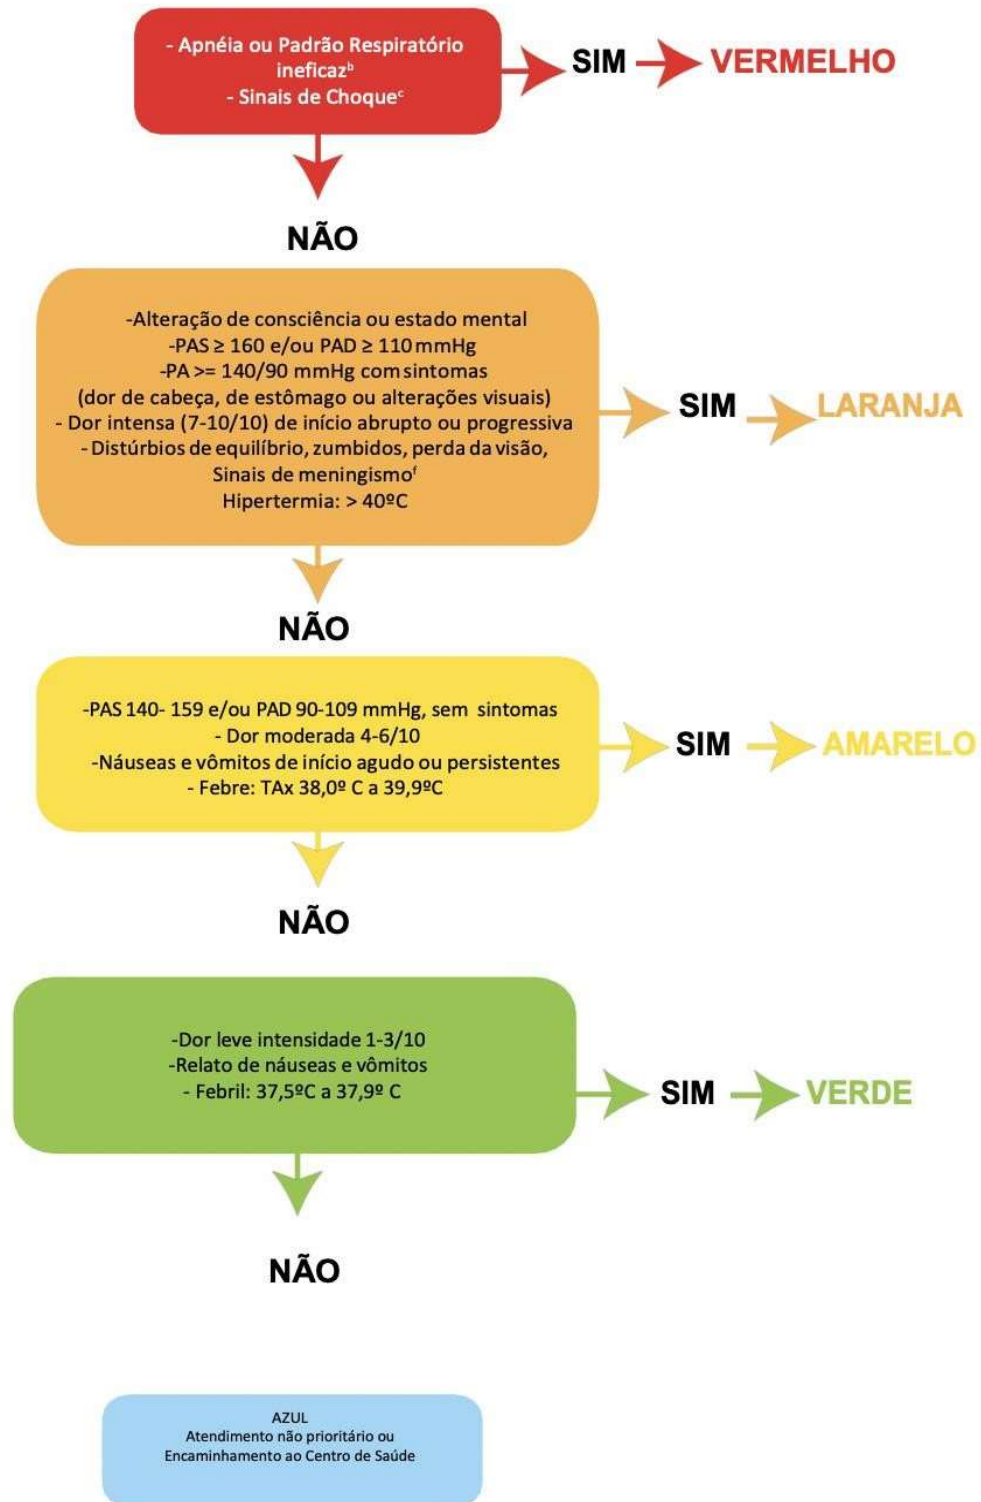 - Apnéia ou Padrão Respiratório
ineficazᵇ
- Sinais de Choqueᶜ
SIM
VERMELHO
NÃO
-Alteração de consciência ou estado mental
-PAS ≥ 160 e/ou PAD ≥ 110 mmHg
-PA >= 140/90 mmHg com sintomas
(dor de cabeça, de estômago ou alterações visuais)
- Dor intensa (7-10/10) de início abrupto ou progressiva
- Distúrbios de equilíbrio, zumbidos, perda da visão,
Sinais de meningismoᶠ
Hipertermia: > 40ºC
SIM
LARANJA
NÃO
-PAS 140- 159 e/ou PAD 90-109 mmHg, sem sintomas
- Dor moderada 4-6/10
-Náuseas e vômitos de início agudo ou persistentes
- Febre: TAx 38,0º C a 39,9ºC
SIM
AMARELO
NÃO
-Dor leve intensidade 1-3/10
-Relato de náuseas e vômitos
- Febril: 37,5ºC a 37,9º C
SIM
VERDE
NÃO
AZUL
Atendimento não prioritário ou
Encaminhamento ao Centro de Saúde